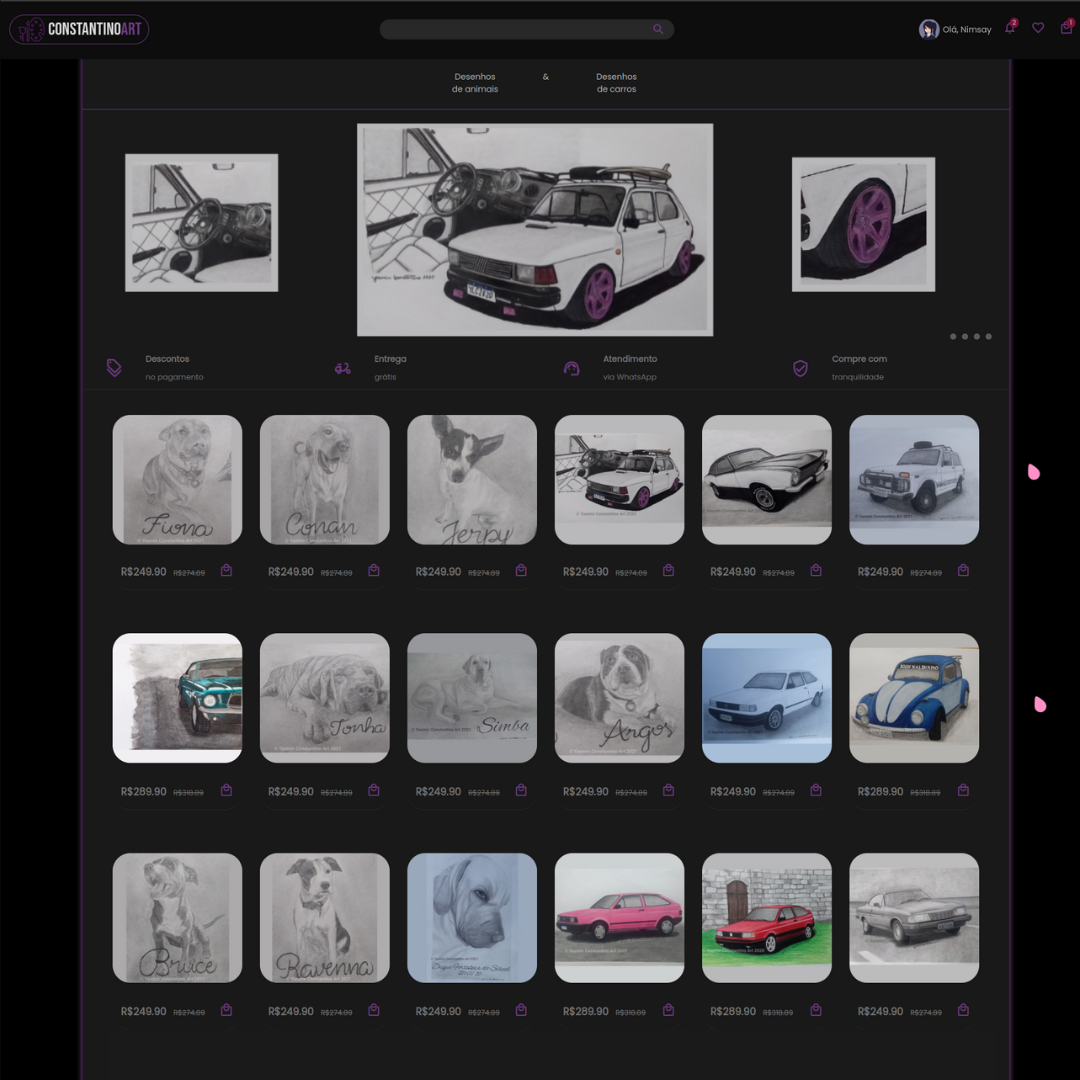 CONSTANTINOART
Olá, Nimsay
2
1
Desenhos
de animais
&
Desenhos
de carros
Descontos
no pagamento
Entrega
grátis
Atendimento
via WhatsApp
Compre com
tranquilidade
Fiona
Conan
Jerpy
R$249.90 R$274.89
R$249.90 R$274.89
R$249.90 R$274.89
R$249.90 R$274.89
R$249.90 R$274.89
R$249.90 R$274.89
Tonha
Simba
Argos
R$289.90 R$318.89
R$249.90 R$274.89
R$249.90 R$274.89
R$249.90 R$274.89
R$249.90 R$274.89
R$289.90 R$318.89
Bruce
Ravenna
R$249.90 R$274.89
R$249.90 R$274.89
R$249.90 R$274.89
R$289.90 R$318.89
R$289.90 R$318.89
R$249.90 R$274.89